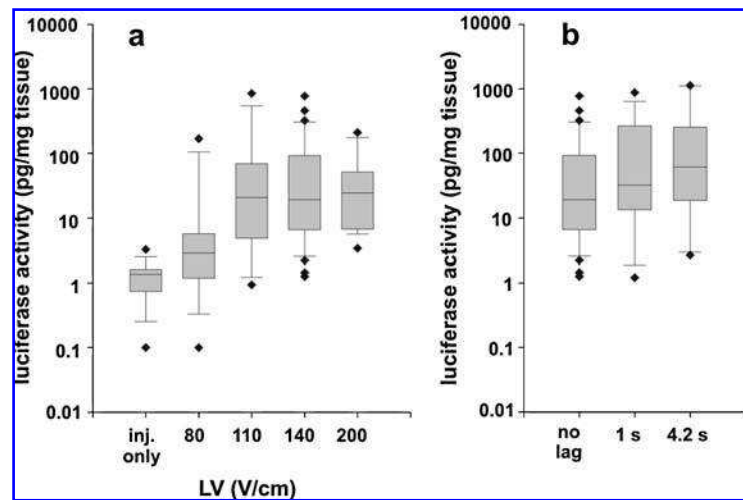 a
luciferase activity (pg/mg tissue)
10000
1000
100
10
1
0.1
0.01
inj. only
80
110
140
200
LV (V/cm)
b
luciferase activity (pg/mg tissue)
10000
1000
100
10
1
0.1
0.01
no lag
1 s
4.2 s